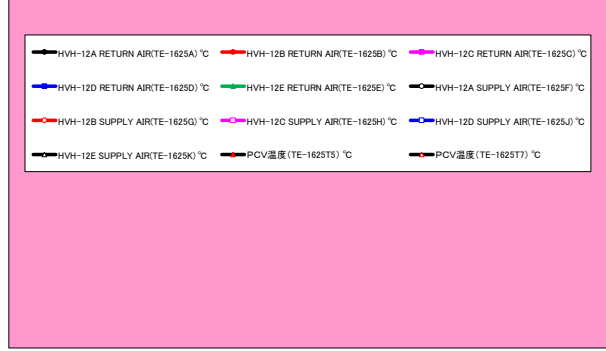 HVH-12A RETURN AIR(TE-1625A) ℃ HVH-12B RETURN AIR(TE-1625B) ℃ HVH-12C RETURN AIR(TE-1625C) ℃
HVH-12D RETURN AIR(TE-1625D) ℃ HVH-12E RETURN AIR(TE-1625E) ℃ HVH-12A SUPPLY AIR(TE-1625F) ℃
HVH-12B SUPPLY AIR(TE-1625G) ℃ HVH-12C SUPPLY AIR(TE-1625H) ℃ HVH-12D SUPPLY AIR(TE-1625J) ℃
HVH-12E SUPPLY AIR(TE-1625K) ℃ PCV温度(TE-1625T5) ℃ PCV温度(TE-1625T7) ℃